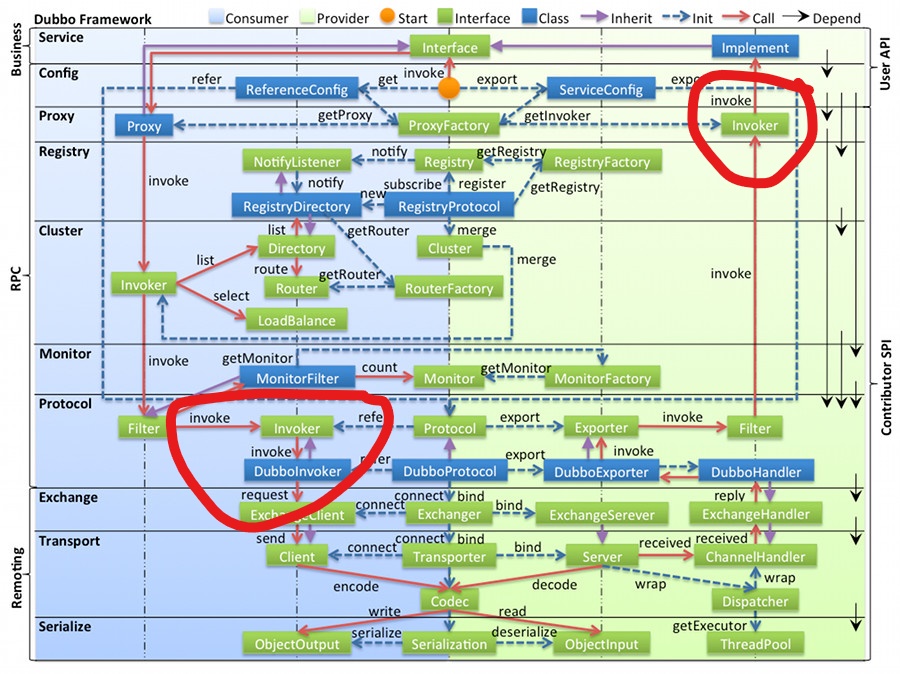 Dubbo Framework Consumer Provider Start Interface Class Inherit Init Call Depend
Business
Service
Interface
Implement
Config
refer
ReferenceConfig
get
invoke
export
ServiceConfig
invoke
User API
Proxy
Proxy
getProxy
ProxyFactory
getInvoker
Invoker
Registry
invoke
NotifyListener
notify
Registry
getRegistry
RegistryFactory
notify
new
subscribe
register
getRegistry
RegistryDirectory
RegistryProtocol
RPC
Cluster
list
getRouter
merge
Directory
Cluster
list
route
getRouter
merge
invoke
Invoker
Router
RouterFactory
select
LoadBalance
Monitor
invoke
getMonitor
MonitorFilter
count
Monitor
getMonitor
MonitorFactory
Contributor SPI
Protocol
Filter
invoke
Invoker
Protocol
export
Exporter
invoke
Filter
invoke
invoke
DubboInvoker
DubboProtocol
export
DubboExporter
DubboHandler
Remoting
Exchange
request
connect
bind
reply
ExchangeClient
connect
Exchanger
bind
ExchangeSerever
ExchangeHandler
Transport
send
connect
bind
received
received
Client
connect
Transporter
bind
Server
ChannelHandler
encode
decode
wrap
wrap
Codec
Dispatcher
Serialize
write
read
getExecutor
ObjectOutput
serialize
Serialization
deserialize
ObjectInput
ThreadPool